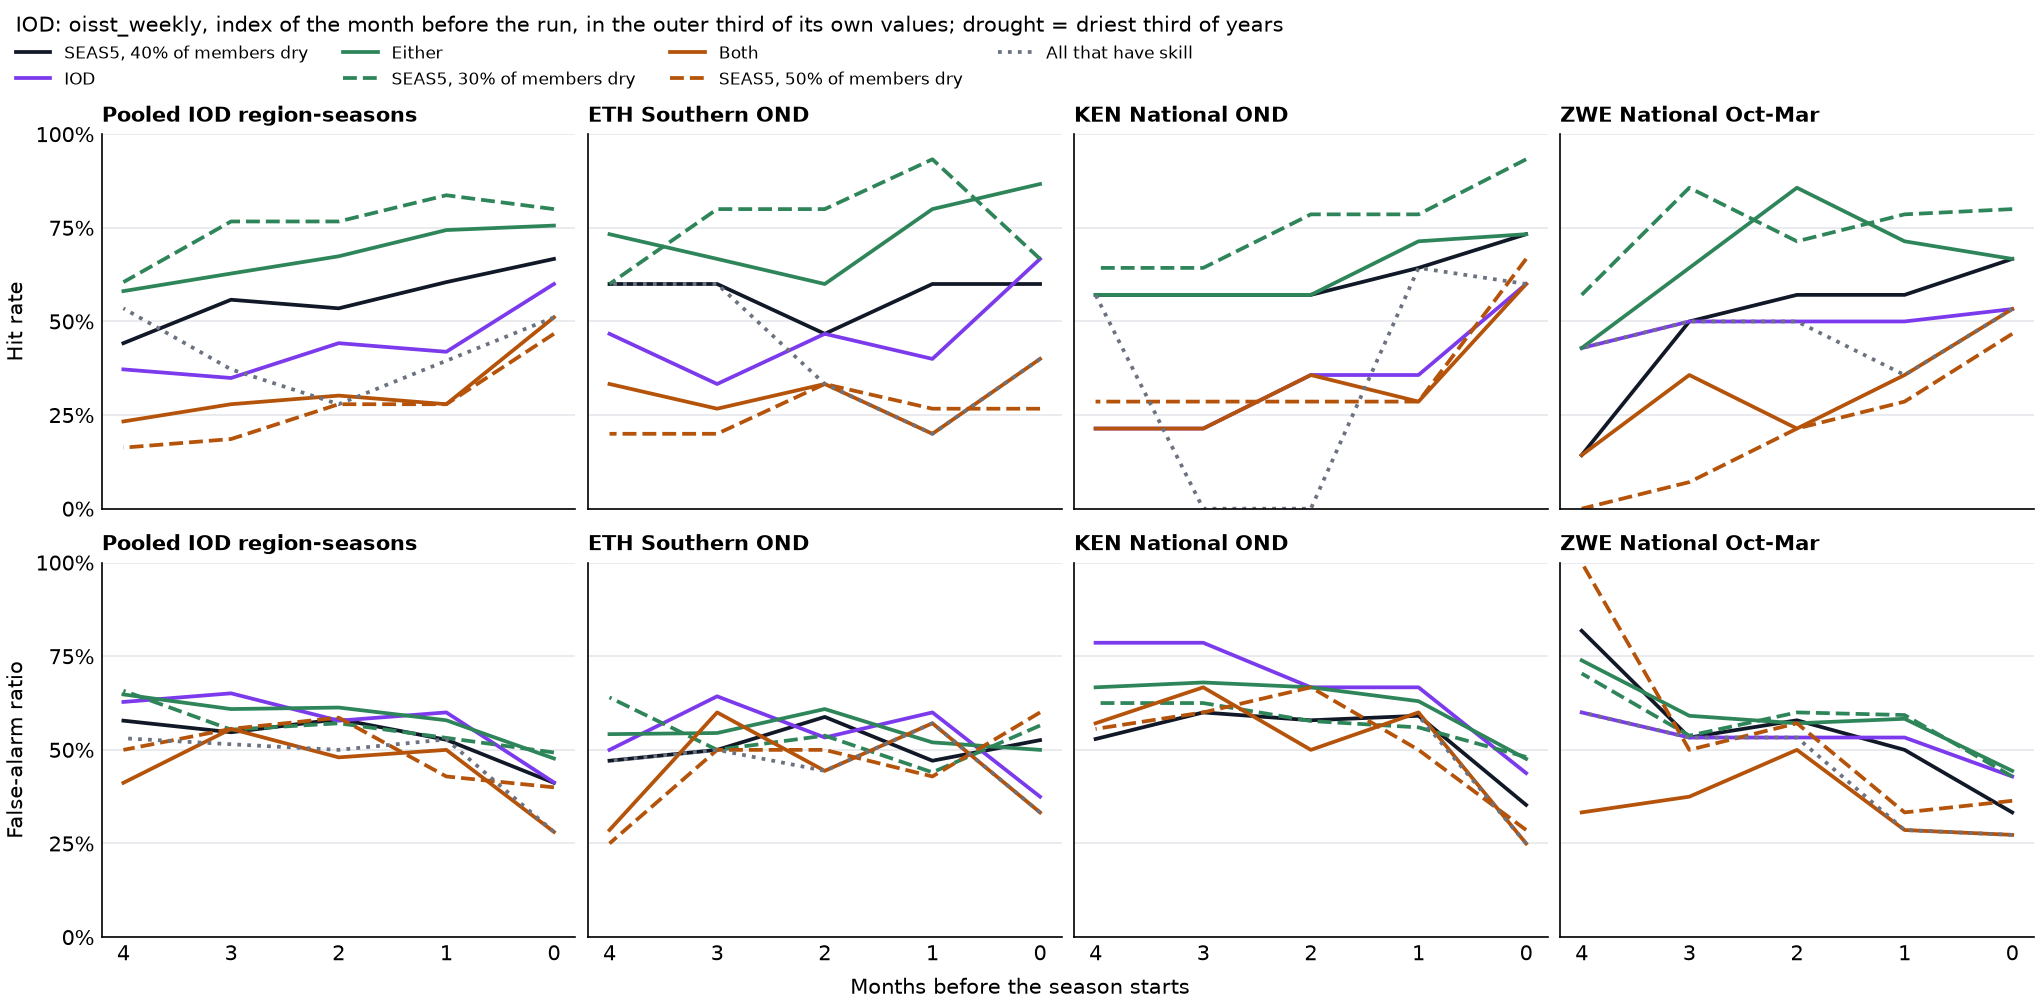 IOD: oisst_weekly, index of the month before the run, in the outer third of its own values; drought = driest third of years
SEAS5, 40% of members dry
Either
Both
All that have skill
IOD
SEAS5, 30% of members dry
SEAS5, 50% of members dry
Pooled IOD region-seasons
ETH Southern OND
KEN National OND
ZWE National Oct-Mar
100%
75%
50%
25%
0%
Hit rate
Pooled IOD region-seasons
ETH Southern OND
KEN National OND
ZWE National Oct-Mar
100%
75%
50%
25%
0%
False-alarm ratio
4 3 2 1 0
4 3 2 1 0
4 3 2 1 0
4 3 2 1 0
Months before the season starts